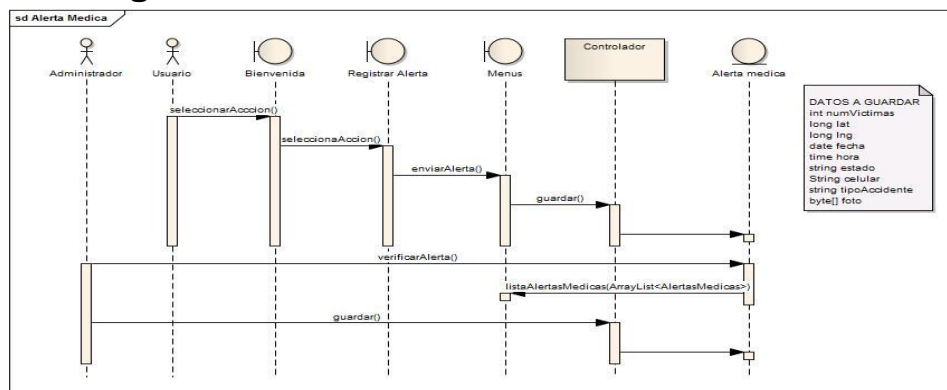 sd Alerta Medica
Administrador
Usuario
Bienvenida
Registrar Alerta
Menus
Controlador
Alerta medica
DATOS A GUARDAR
int numVictimas
long lat
long lng
date fecha
time hora
string estado
String celular
string tipoAccidente
byte[] foto
seleccionarAcccion()
seleccionaAccion()
enviarAlerta()
guardar()
verificarAlerta()
listaAlertasMedicas(ArrayList<AlertasMedicas>)
guardar()